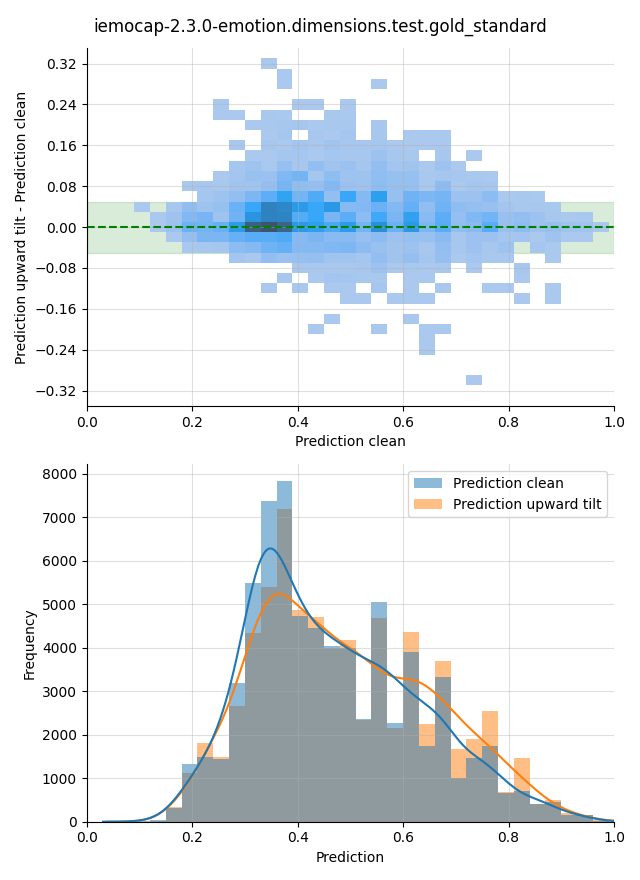 iemocap-2.3.0-emotion.dimensions.test.gold_standard
Prediction upward tilt - Prediction clean
0.32
0.24
0.16
0.08
0.00
−0.08
−0.16
−0.24
−0.32
0.0 0.2 0.4 0.6 0.8 1.0
Prediction clean
Frequency
8000
7000
6000
5000
4000
3000
2000
1000
0
Prediction clean
Prediction upward tilt
0.0 0.2 0.4 0.6 0.8 1.0
Prediction